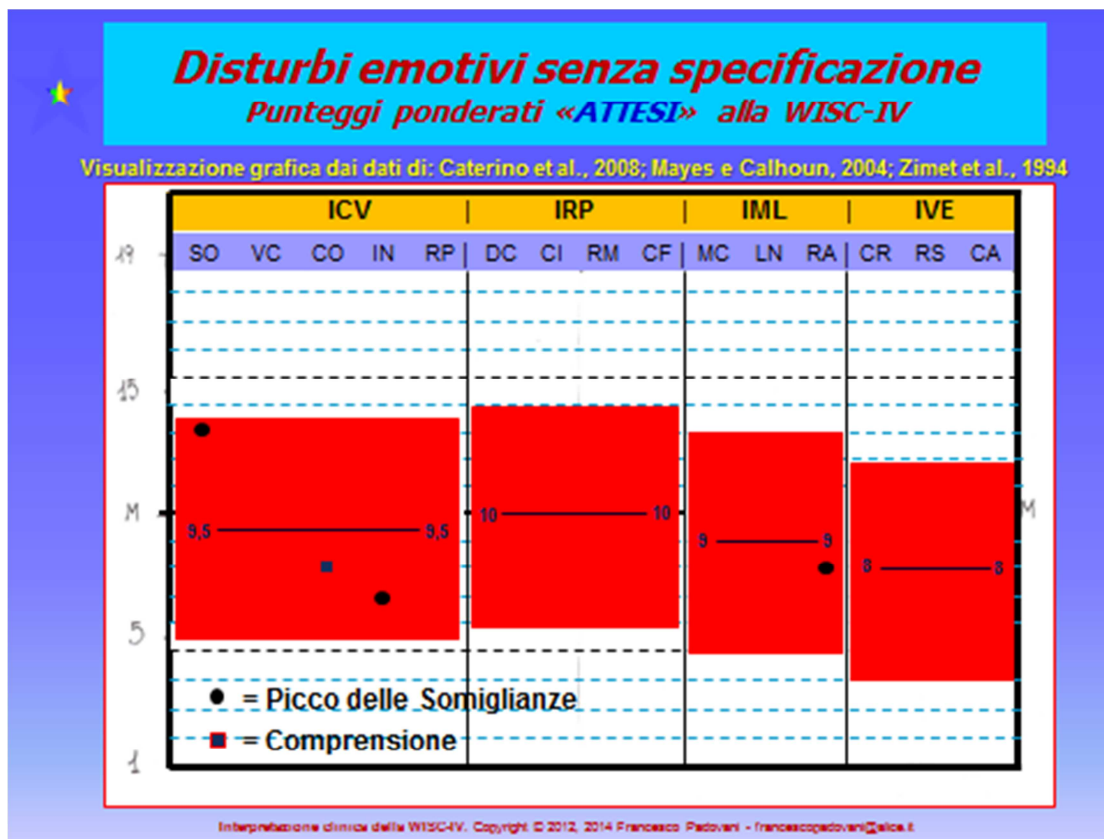 Disturbi emotivi senza specificazione
Punteggi ponderati «ATTESI» alla WISC-IV
Visualizzazione grafica dai dati di: Caterino et al., 2008; Mayes e Calhoun, 2004; Zimet et al., 1994
ICV | IRP | IML | IVE
19 SO VC CO IN RP DC CI RM CF MC LN RA CR RS CA
15
M M
10 10
9,5 9,5
9 9
8 8
5
= Picco delle Somiglianze
= Comprensione
1
Interpretazione clinica della WISC-IV. Copyright © 2012, 2014 Francesco Padovani - francescopadovani@alice.it